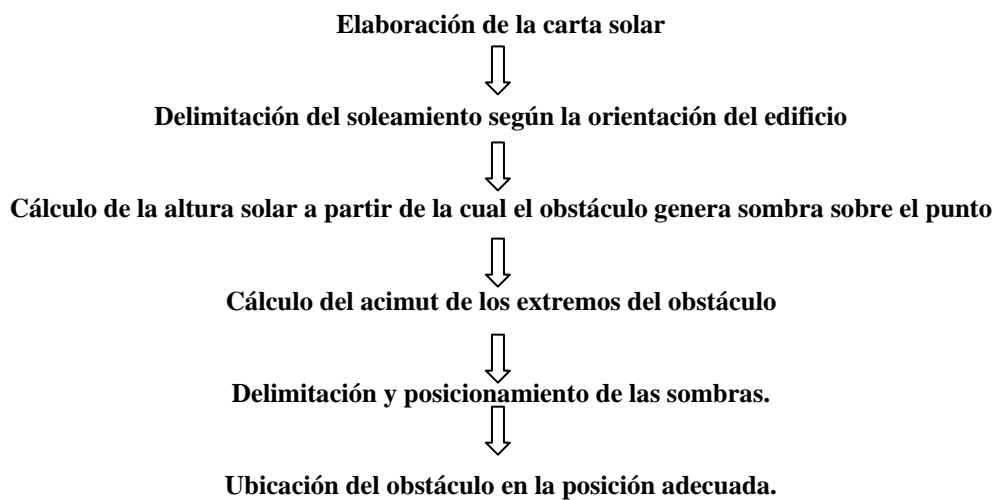 Elaboración de la carta solar
Delimitación del soleamiento según la orientación del edificio
Cálculo de la altura solar a partir de la cual el obstáculo genera sombra sobre el punto
Cálculo del acimut de los extremos del obstáculo
Delimitación y posicionamiento de las sombras.
Ubicación del obstáculo en la posición adecuada.